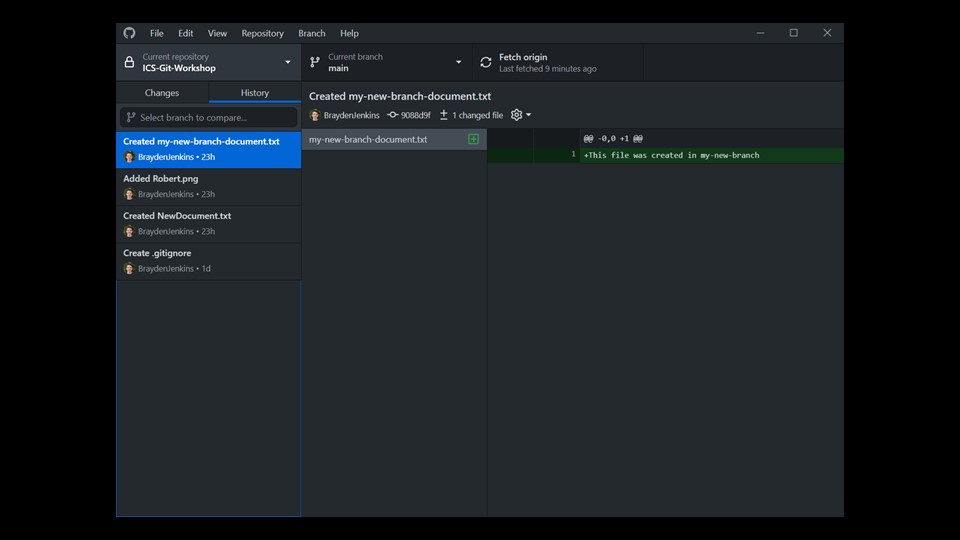 File Edit View Repository Branch Help
Current repository
ICS-Git-Workshop
Current branch
main
Fetch origin
Last fetched 9 minutes ago
Changes History
Select branch to compare...
Created my-new-branch-document.txt
BraydenJenkins • 23h
Added Robert.png
BraydenJenkins • 23h
Created NewDocument.txt
BraydenJenkins • 23h
Create .gitignore
BraydenJenkins • 1d
Created my-new-branch-document.txt
BraydenJenkins 9088d9f 1 changed file
my-new-branch-document.txt
@@ -0,0 +1 @@
1 +This file was created in my-new-branch